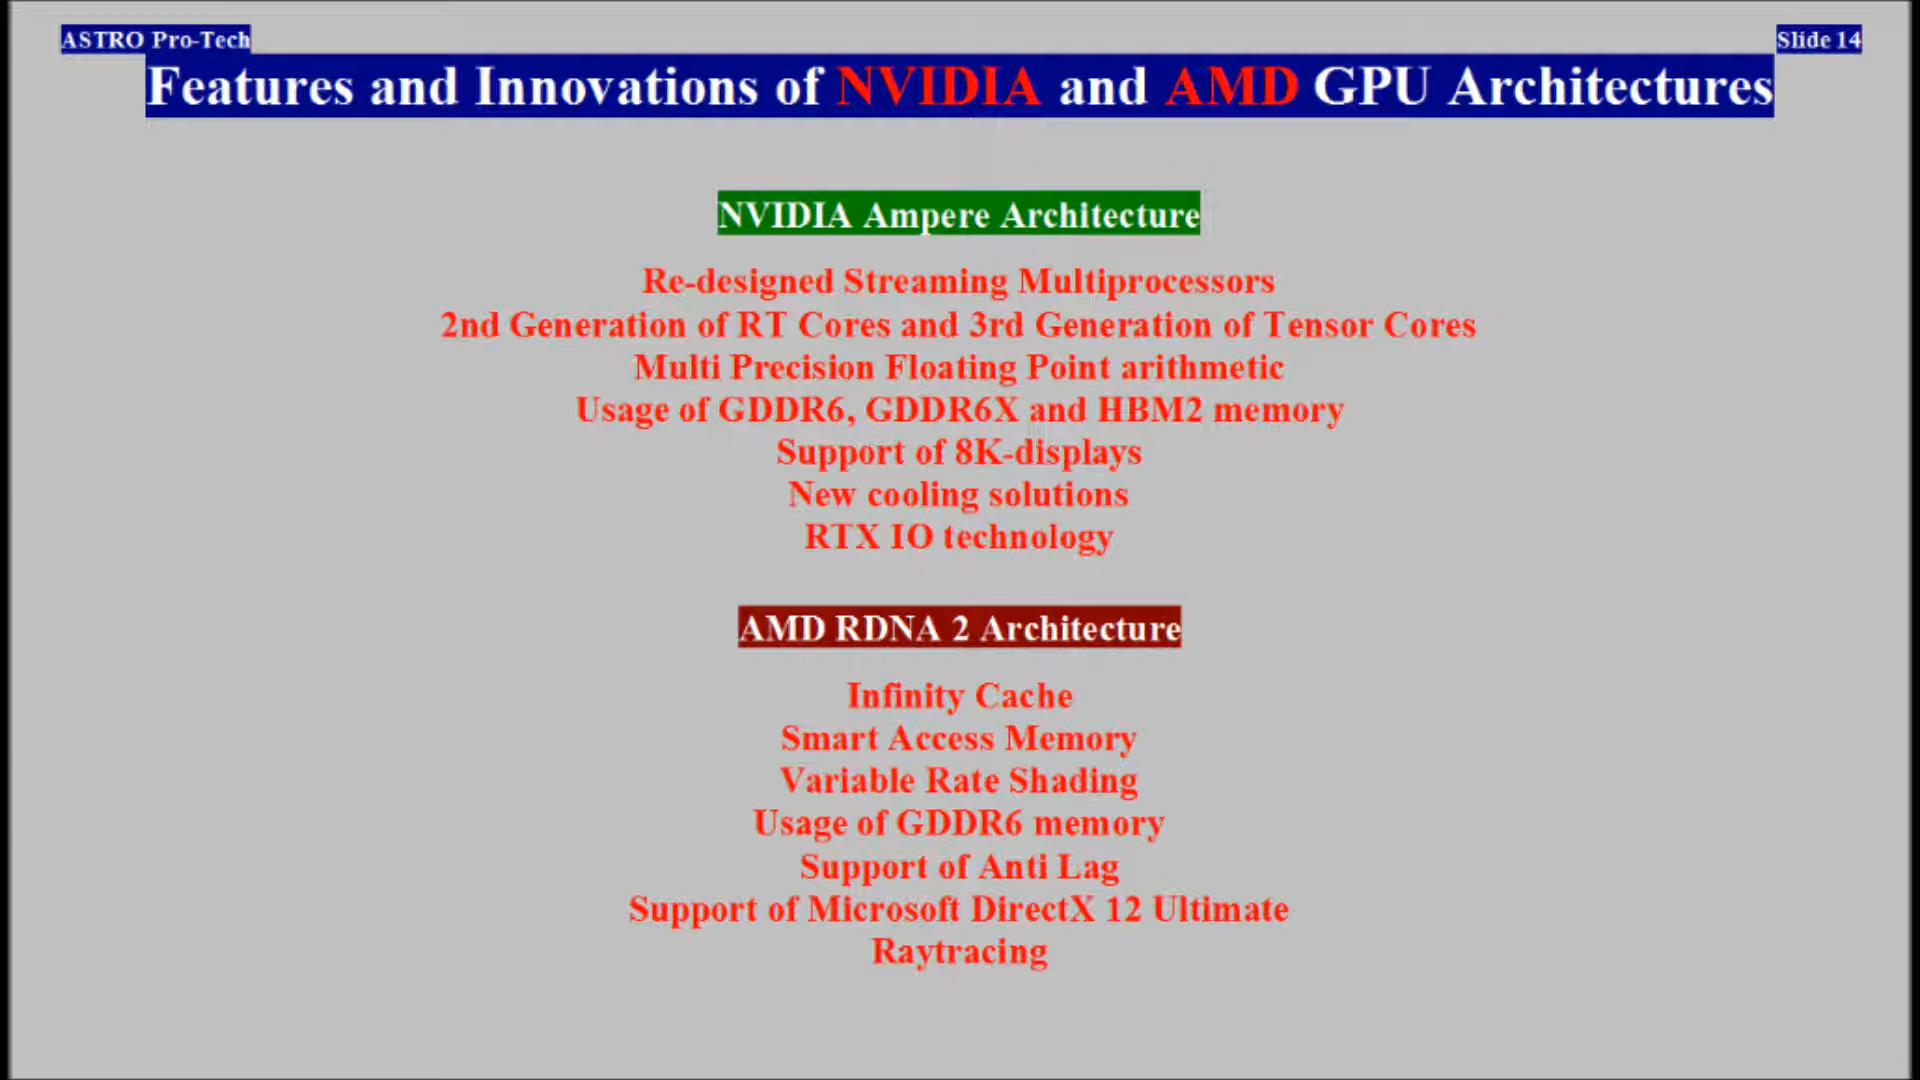 ASTRO Pro-Tech
Slide 14
Features and Innovations of NVIDIA and AMD GPU Architectures
NVIDIA Ampere Architecture
Re-designed Streaming Multiprocessors
2nd Generation of RT Cores and 3rd Generation of Tensor Cores
Multi Precision Floating Point arithmetic
Usage of GDDR6, GDDR6X and HBM2 memory
Support of 8K-displays
New cooling solutions
RTX IO technology
AMD RDNA 2 Architecture
Infinity Cache
Smart Access Memory
Variable Rate Shading
Usage of GDDR6 memory
Support of Anti Lag
Support of Microsoft DirectX 12 Ultimate
Raytracing